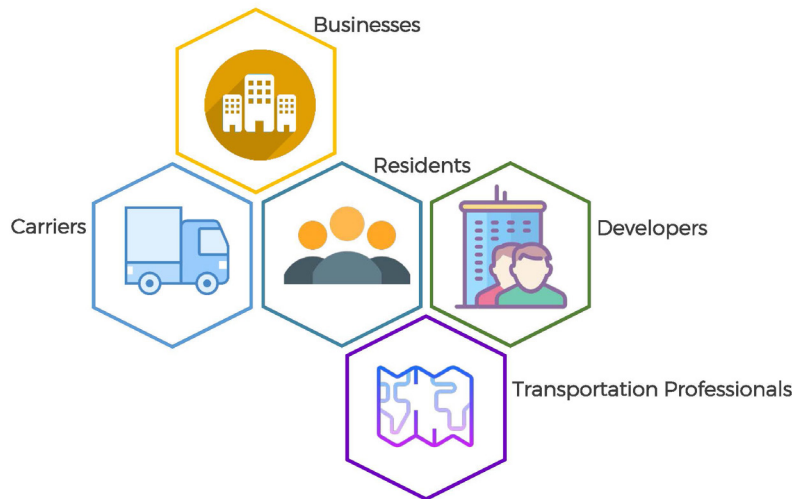 Businesses
Residents
Carriers
Developers
Transportation Professionals